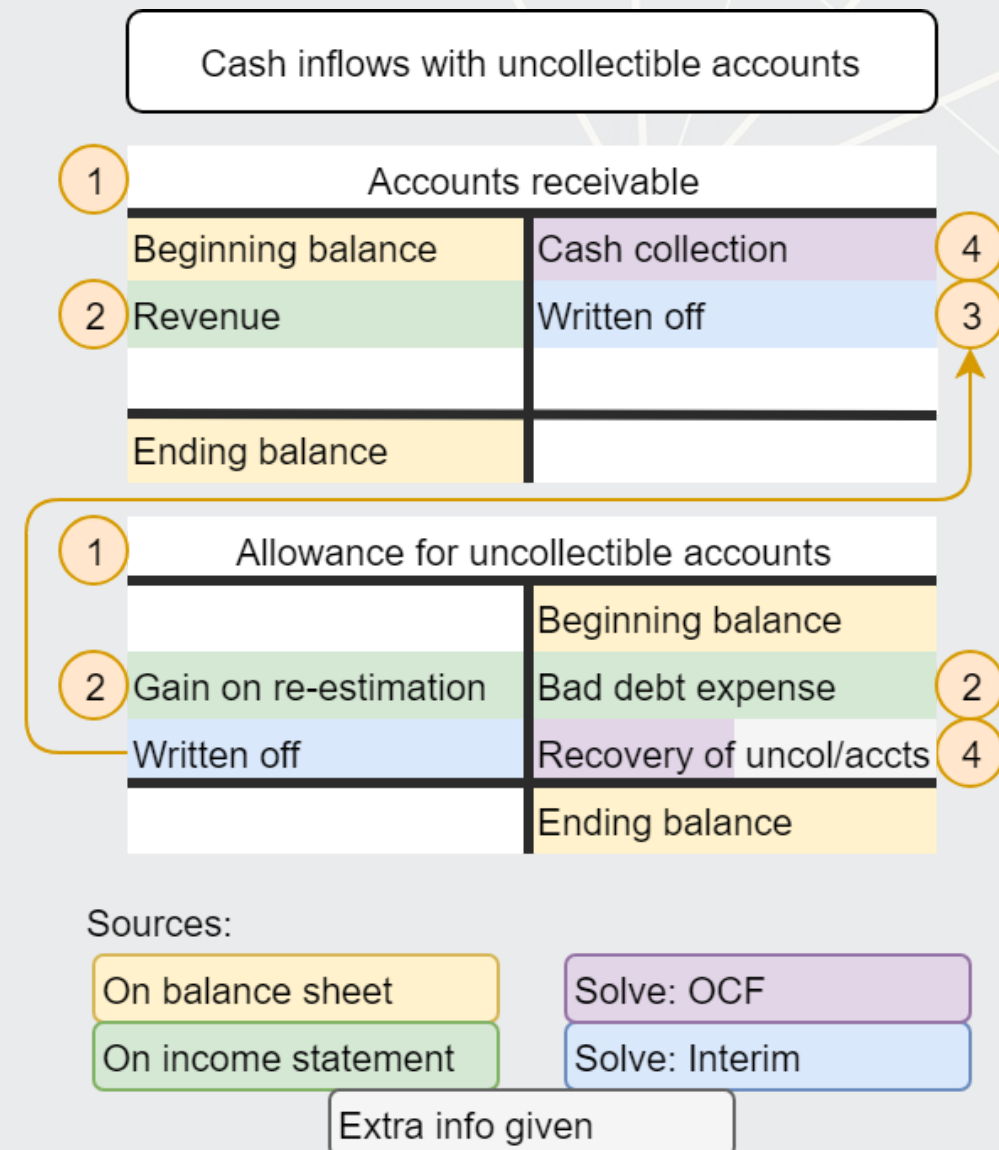 Cash inflows with uncollectible accounts
1 Accounts receivable
Beginning balance Cash collection 4
2 Revenue Written off 3
Ending balance
1 Allowance for uncollectible accounts
Beginning balance
2 Gain on re-estimation Bad debt expense 2
Written off Recovery of uncol/accts 4
Ending balance
Sources:
On balance sheet Solve: OCF
On income statement Solve: Interim
Extra info given